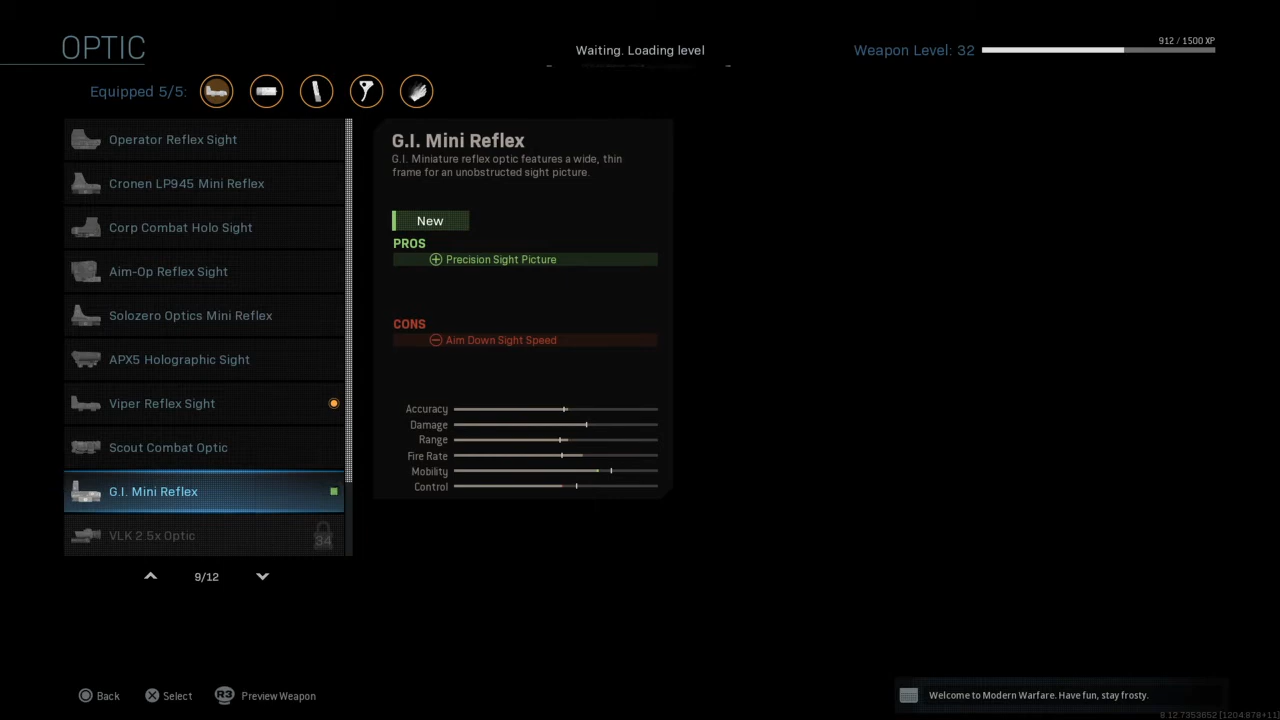 OPTIC
Waiting. Loading level
Weapon Level: 32
912 / 1500 XP
Equipped 5/5:
Operator Reflex Sight
Cronen LP945 Mini Reflex
Corp Combat Holo Sight
Aim-Op Reflex Sight
Solozero Optics Mini Reflex
APX5 Holographic Sight
Viper Reflex Sight
Scout Combat Optic
G.I. Mini Reflex
VLK 2.5x Optic
34
9/12
G.I. Mini Reflex
G.I. Miniature reflex optic features a wide, thin
frame for an unobstructed sight picture.
New
PROS
Precision Sight Picture
CONS
Aim Down Sight Speed
Accuracy
Damage
Range
Fire Rate
Mobility
Control
Back
Select
R3 Preview Weapon
Welcome to Modern Warfare. Have fun, stay frosty.